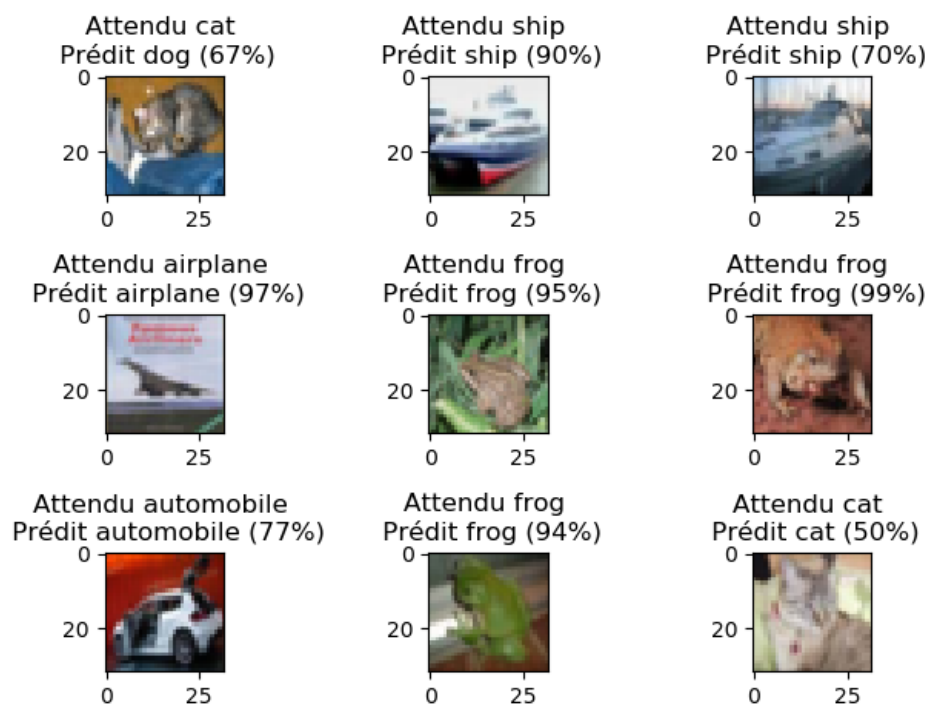 Attendu cat
Prédit dog (67%)
Attendu ship
Prédit ship (90%)
Attendu ship
Prédit ship (70%)
0
20
0
25
0
20
0
25
0
20
0
25
Attendu airplane
Prédit airplane (97%)
Attendu frog
Prédit frog (95%)
Attendu frog
Prédit frog (99%)
0
20
0
25
0
20
0
25
0
20
0
25
Attendu automobile
Prédit automobile (77%)
Attendu frog
Prédit frog (94%)
Attendu cat
Prédit cat (50%)
0
20
0
25
0
20
0
25
0
20
0
25